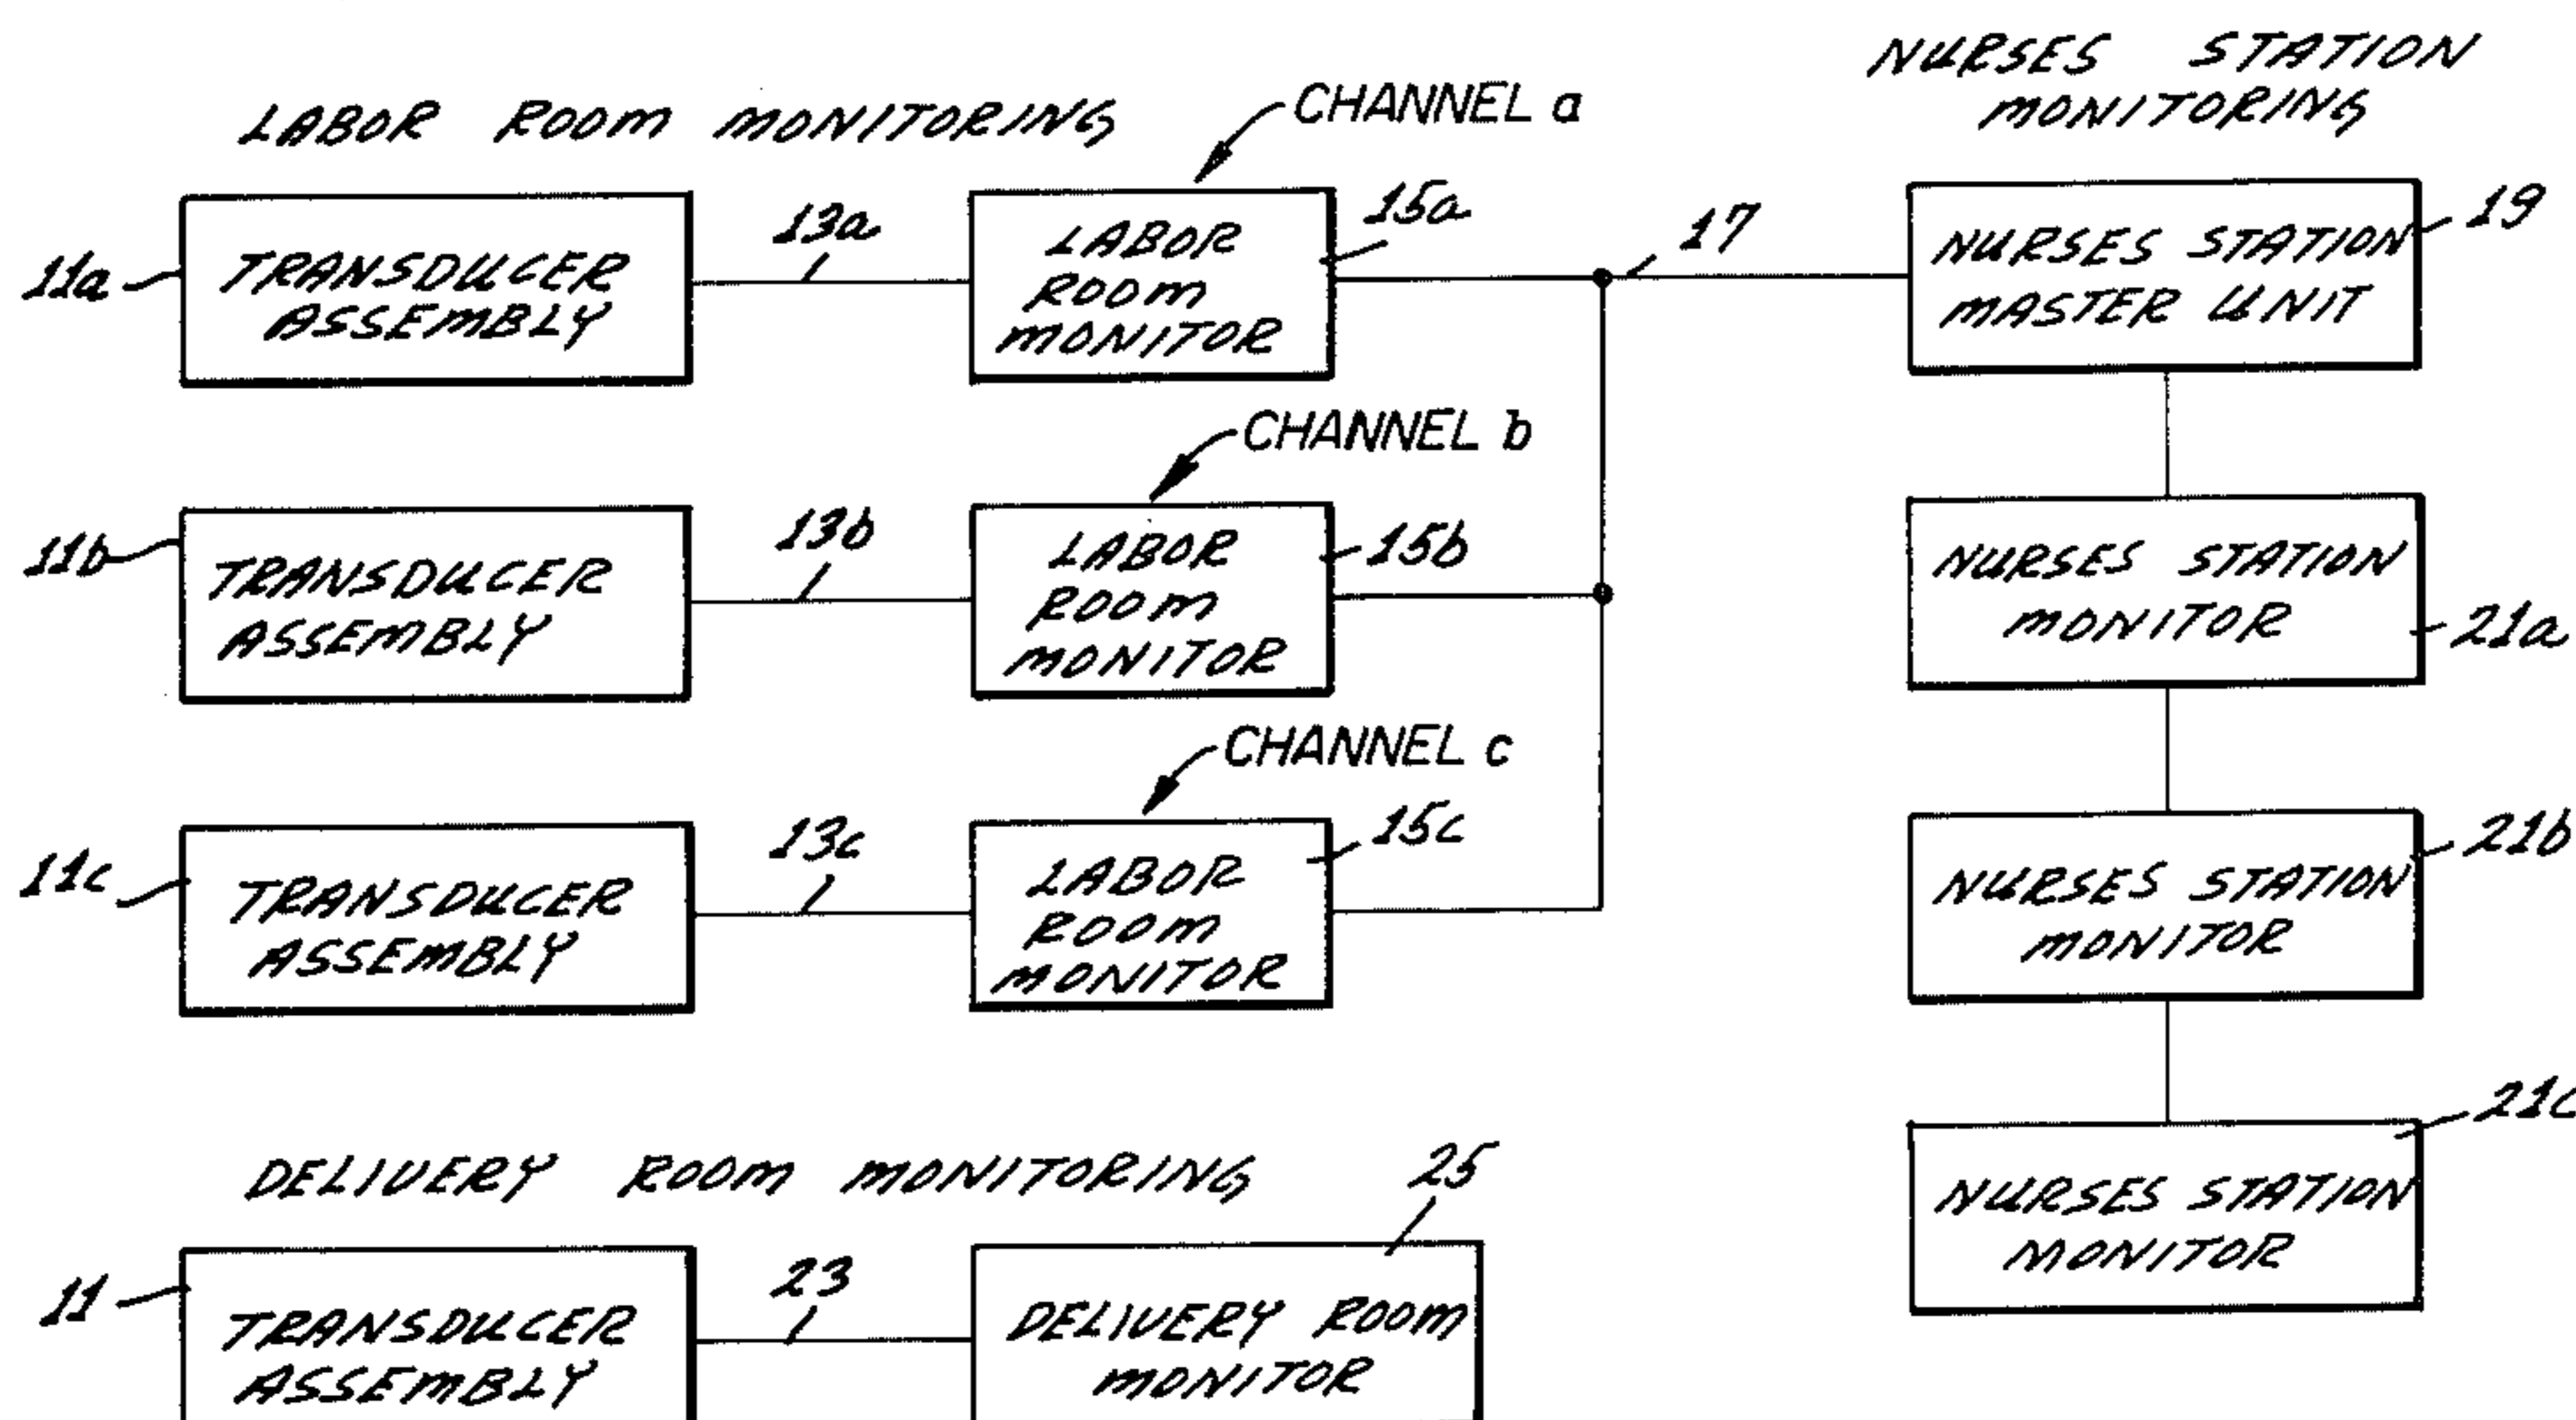 LABOR ROOM MONITORING
CHANNEL a
11a
TRANSDUCER
ASSEMBLY
13a
LABOR
ROOM
MONITOR
15a
17
CHANNEL b
11b
TRANSDUCER
ASSEMBLY
13b
LABOR
ROOM
MONITOR
15b
CHANNEL c
11c
TRANSDUCER
ASSEMBLY
13c
LABOR
ROOM
MONITOR
15c
NURSES STATION
MONITORING
NURSES STATION
MASTER UNIT
19
NURSES STATION
MONITOR
21a
NURSES STATION
MONITOR
21b
NURSES STATION
MONITOR
21c
DELIVERY ROOM MONITORING
11
TRANSDUCER
ASSEMBLY
23
DELIVERY ROOM
MONITOR
25